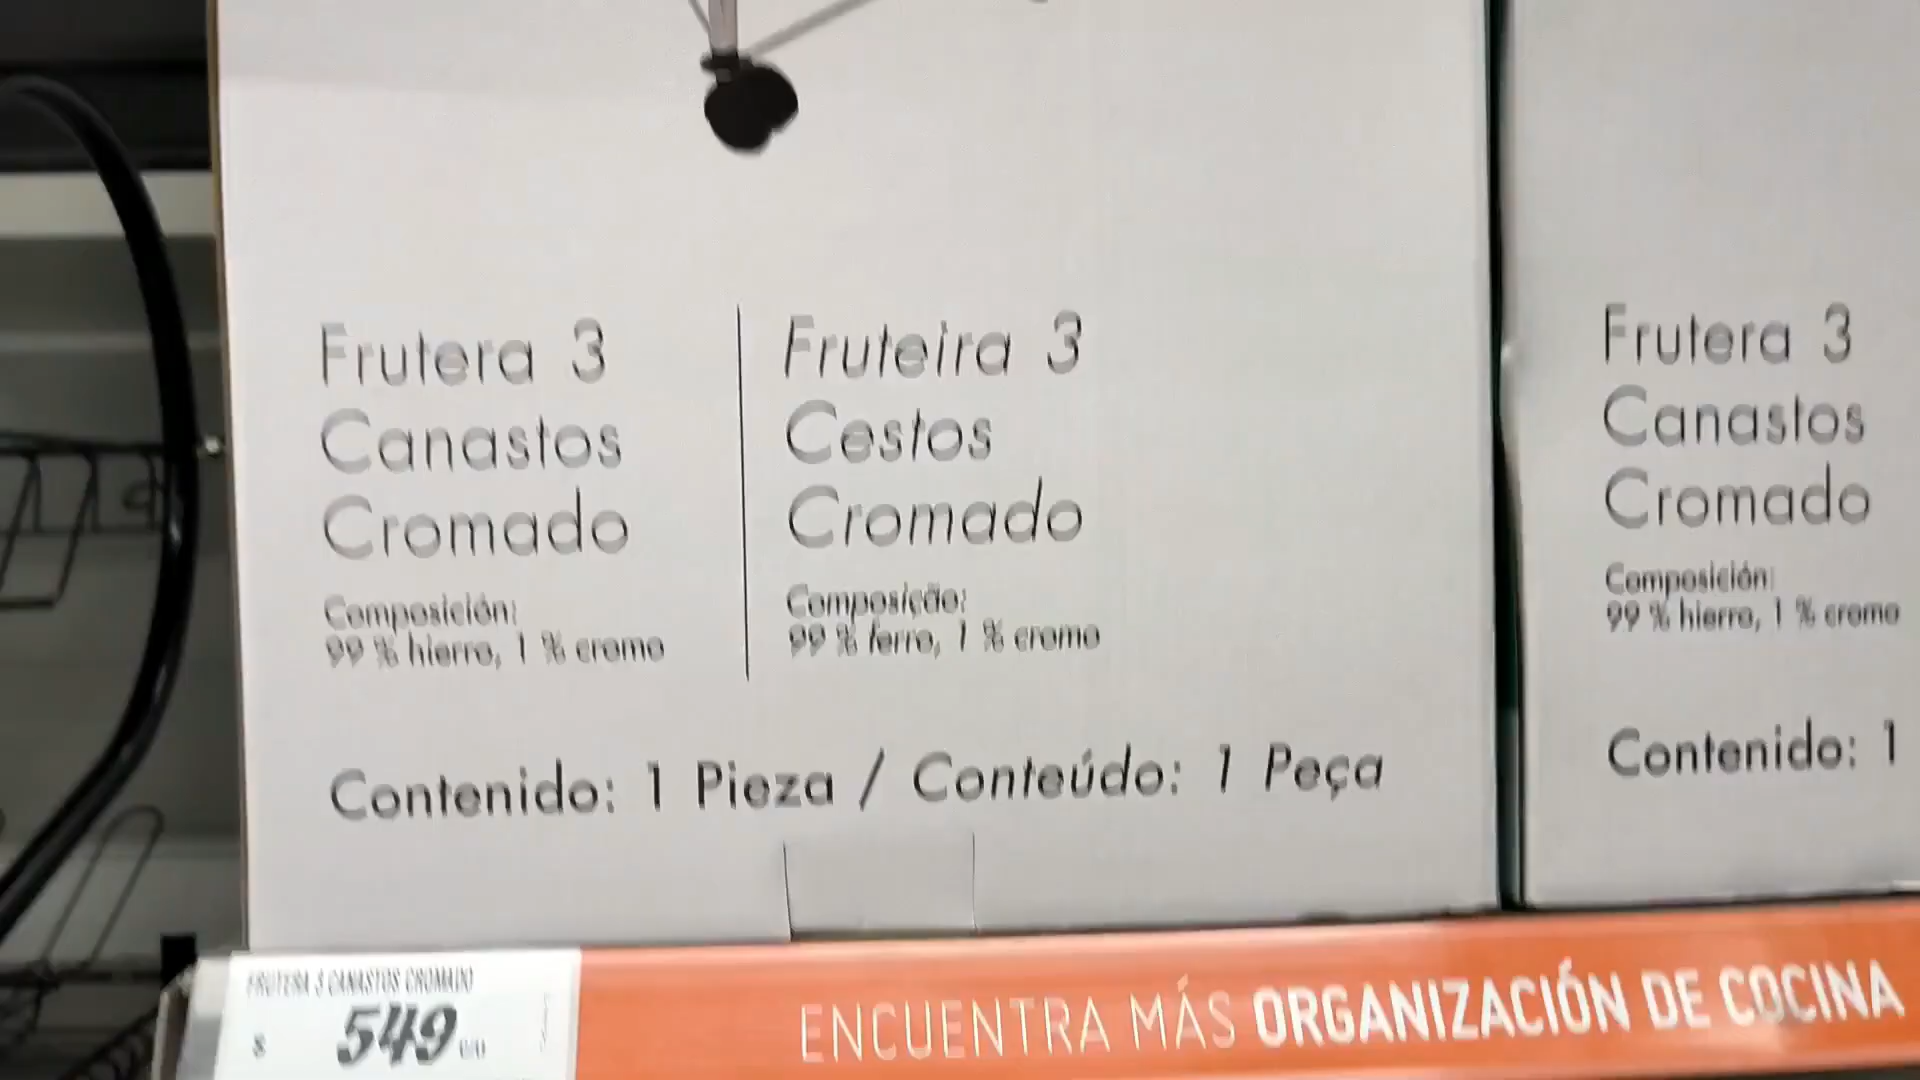 Frutera 3
Canastos
Cromado
Composición:
99 % hierro, 1 % cromo
Fruteira 3
Cestos
Cromado
Composição:
99 % ferro, 1 % cromo
Contenido: 1 Pieza / Conteúdo: 1 Peça
Frutera 3
Canastos
Cromado
Composición:
99 % hierro, 1 % cromo
Contenido: 1
FRUTERA 3 CANASTOS CROMADO
$ 549 C/U
ENCUENTRA MÁS ORGANIZACIÓN DE COCINA